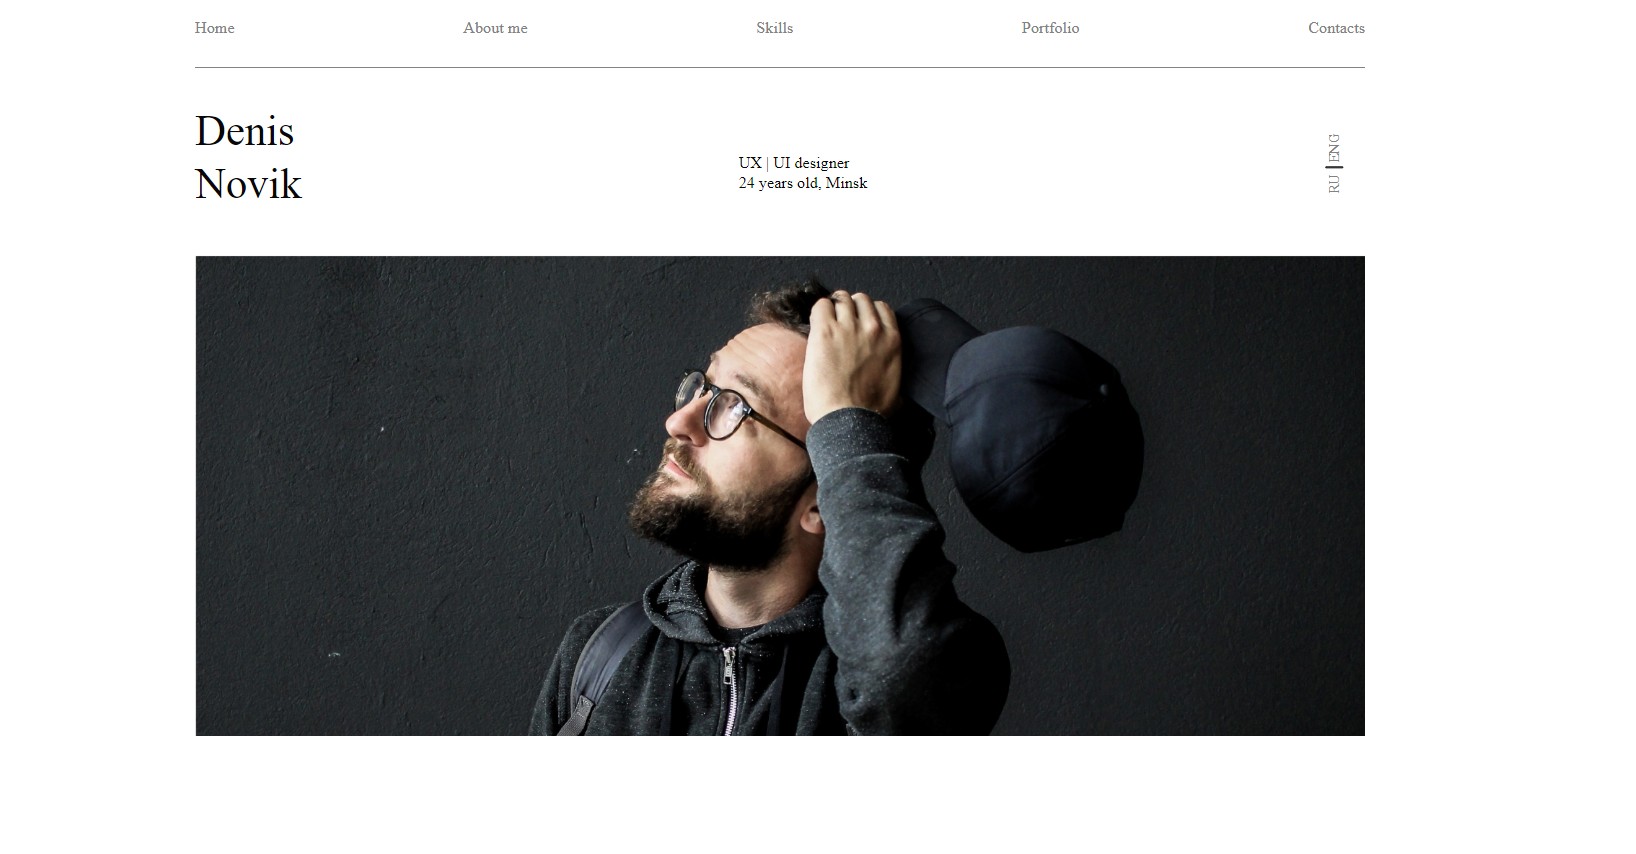 Home About me Skills Portfolio Contacts
Denis
Novik
UX | UI designer
24 years old, Minsk
RU | ENG